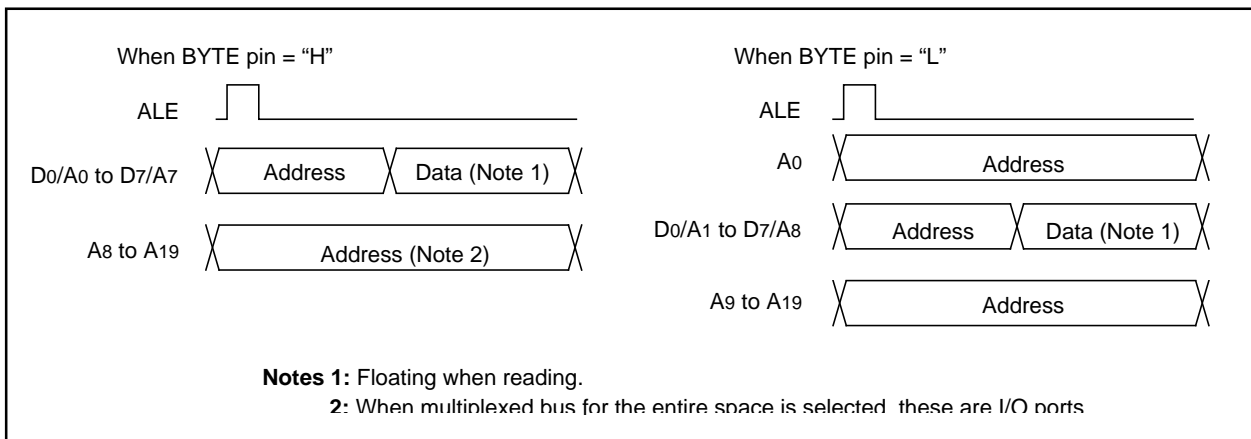 When BYTE pin = “H”
ALE
D0/A0 to D7/A7
Address
Data (Note 1)
A8 to A19
Address (Note 2)
When BYTE pin = “L”
ALE
A0
Address
D0/A1 to D7/A8
Address
Data (Note 1)
A9 to A19
Address
Notes 1: Floating when reading.
2: When multiplexed bus for the entire space is selected, these are I/O ports